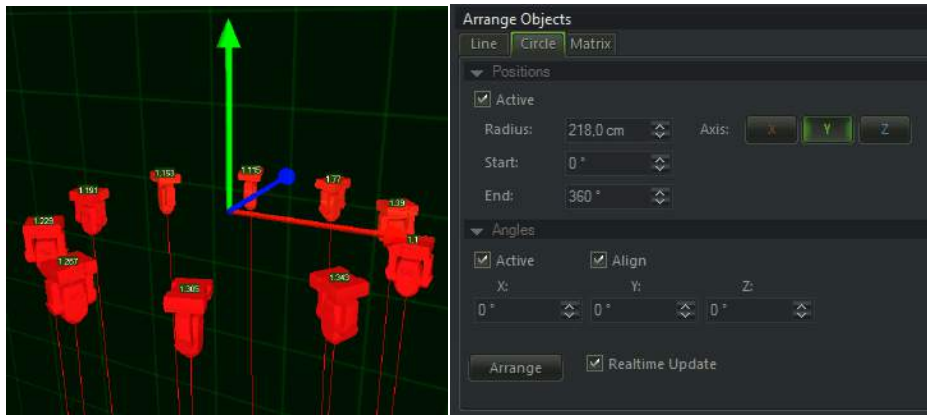 1.115
1.153
1.77
1.191
1.39
1.229
1.1
1.267
1.305
1.343
Arrange Objects
Line Circle Matrix
Positions
Active
Radius: 218,0 cm Axis: X Y Z
Start: 0 °
End: 360 °
Angles
Active Align
X: Y: Z:
0 ° 0 ° 0 °
Arrange Realtime Update